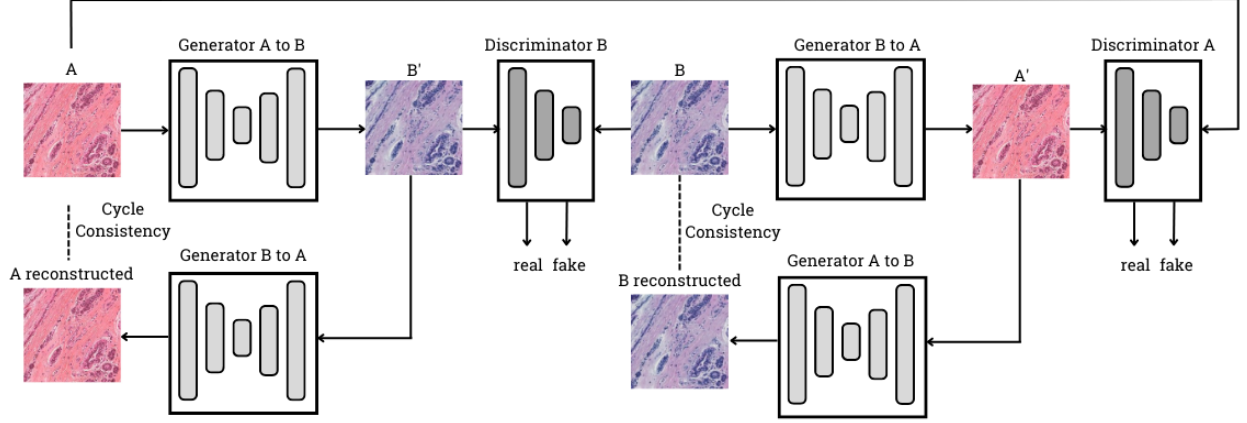 Generator A to B
Discriminator B
Generator B to A
Discriminator A
A
B'
B
A'
Cycle
Consistency
real fake
Cycle
Consistency
real fake
Generator B to A
Generator A to B
A reconstructed
B reconstructed